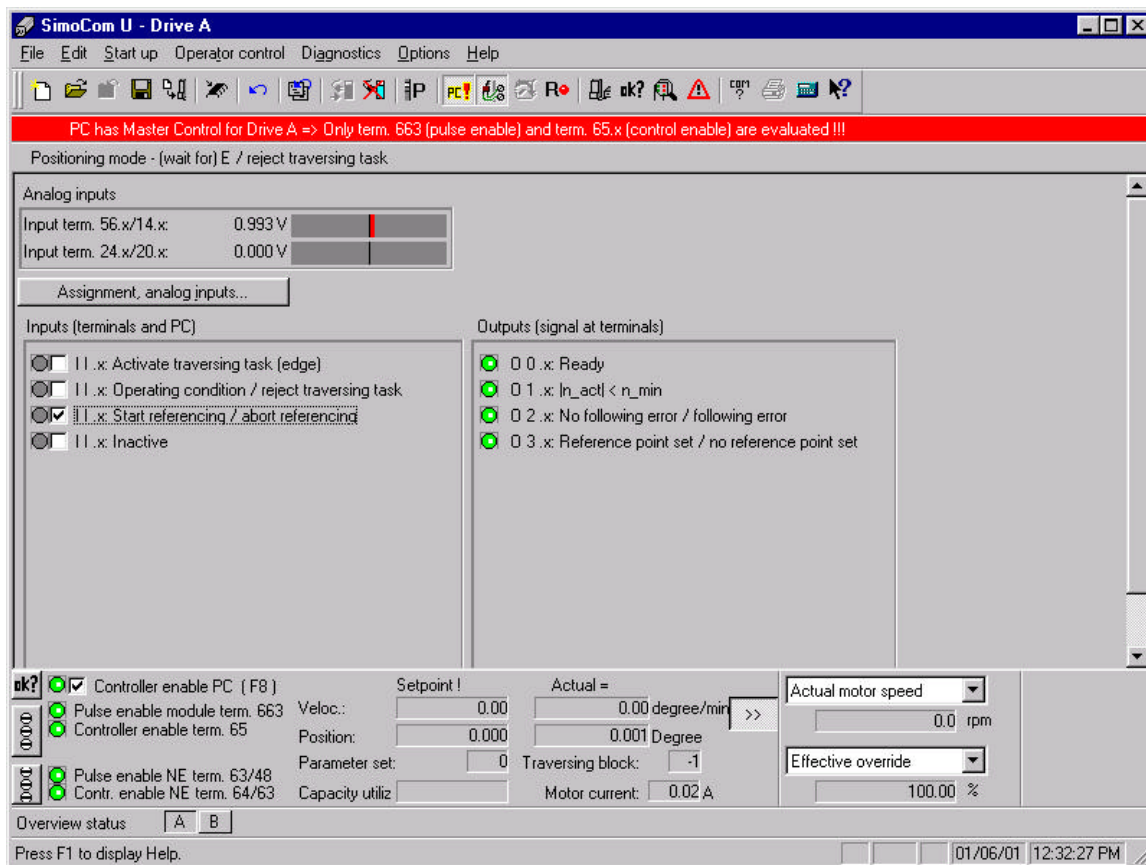 SimoCom U - Drive A
File Edit Start up Operator control Diagnostics Options Help
P PC! R ok? com ?
PC has Master Control for Drive A => Only term. 663 (pulse enable) and term. 65.x (control enable) are evaluated !!!
Positioning mode - (wait for) E / reject traversing task
Analog inputs
Input term. 56.x/14.x: 0.993 V
Input term. 24.x/20.x: 0.000 V
Assignment, analog inputs...
Inputs (terminals and PC) Outputs (signal at terminals)
I I .x: Activate traversing task (edge) O 0 .x: Ready
I I .x: Operating condition / reject traversing task O 1 .x: |n_act| < n_min
I I .x: Start referencing / abort referencing O 2 .x: No following error / following error
I I .x: Inactive O 3 .x: Reference point set / no reference point set
ok? Controller enable PC ( F8 ) Setpoint ! Actual = Actual motor speed
Pulse enable module term. 663 Veloc.: 0.00 0.00 degree/min >> 0.0 rpm
Controller enable term. 65 Position: 0.000 0.001 Degree
Parameter set: 0 Traversing block: -1 Effective override
Pulse enable NE term. 63/48
Contr. enable NE term. 64/63 Capacity utiliz Motor current: 0.02 A 100.00 %
Overview status A B
Press F1 to display Help. 01/06/01 12:32:27 PM